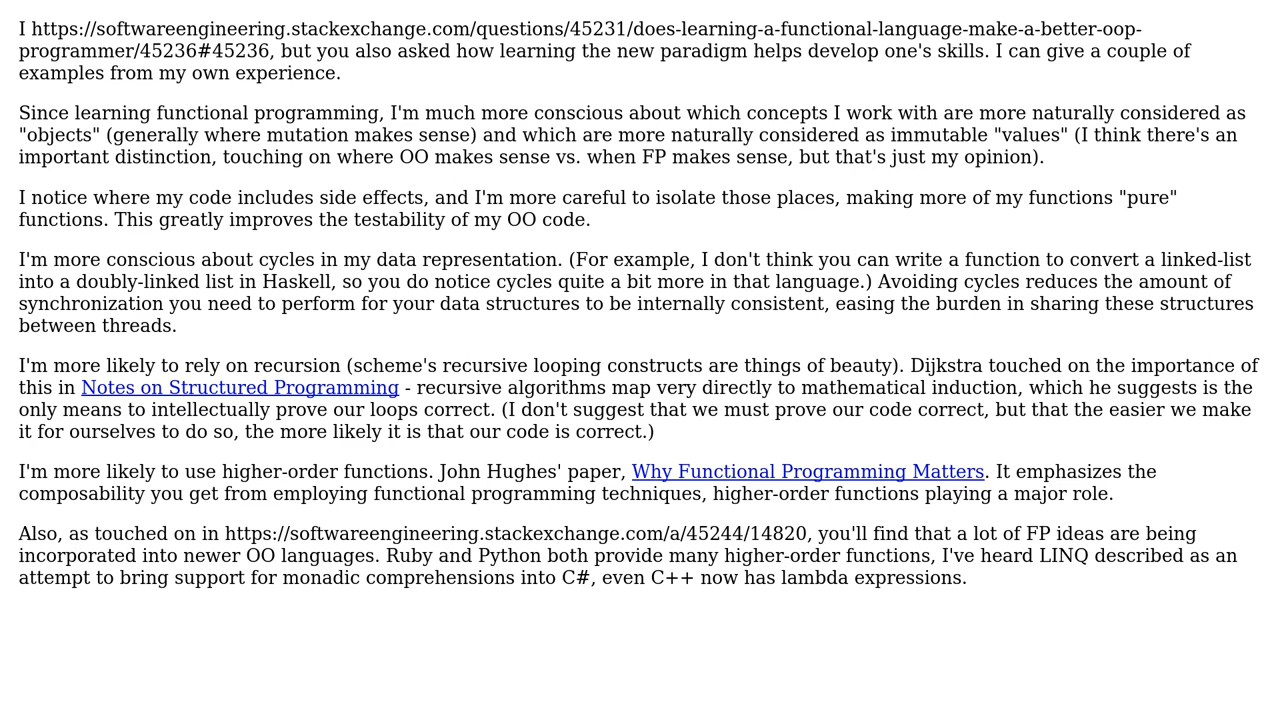 I https://softwareengineering.stackexchange.com/questions/45231/does-learning-a-functional-language-make-a-better-oop-
programmer/45236#45236, but you also asked how learning the new paradigm helps develop one's skills. I can give a couple of
examples from my own experience.
Since learning functional programming, I'm much more conscious about which concepts I work with are more naturally considered as
"objects" (generally where mutation makes sense) and which are more naturally considered as immutable "values" (I think there's an
important distinction, touching on where OO makes sense vs. when FP makes sense, but that's just my opinion).
I notice where my code includes side effects, and I'm more careful to isolate those places, making more of my functions "pure"
functions. This greatly improves the testability of my OO code.
I'm more conscious about cycles in my data representation. (For example, I don't think you can write a function to convert a linked-list
into a doubly-linked list in Haskell, so you do notice cycles quite a bit more in that language.) Avoiding cycles reduces the amount of
synchronization you need to perform for your data structures to be internally consistent, easing the burden in sharing these structures
between threads.
I'm more likely to rely on recursion (scheme's recursive looping constructs are things of beauty). Dijkstra touched on the importance of
this in Notes on Structured Programming - recursive algorithms map very directly to mathematical induction, which he suggests is the
only means to intellectually prove our loops correct. (I don't suggest that we must prove our code correct, but that the easier we make
it for ourselves to do so, the more likely it is that our code is correct.)
I'm more likely to use higher-order functions. John Hughes' paper, Why Functional Programming Matters. It emphasizes the
composability you get from employing functional programming techniques, higher-order functions playing a major role.
Also, as touched on in https://softwareengineering.stackexchange.com/a/45244/14820, you'll find that a lot of FP ideas are being
incorporated into newer OO languages. Ruby and Python both provide many higher-order functions, I've heard LINQ described as an
attempt to bring support for monadic comprehensions into C#, even C++ now has lambda expressions.